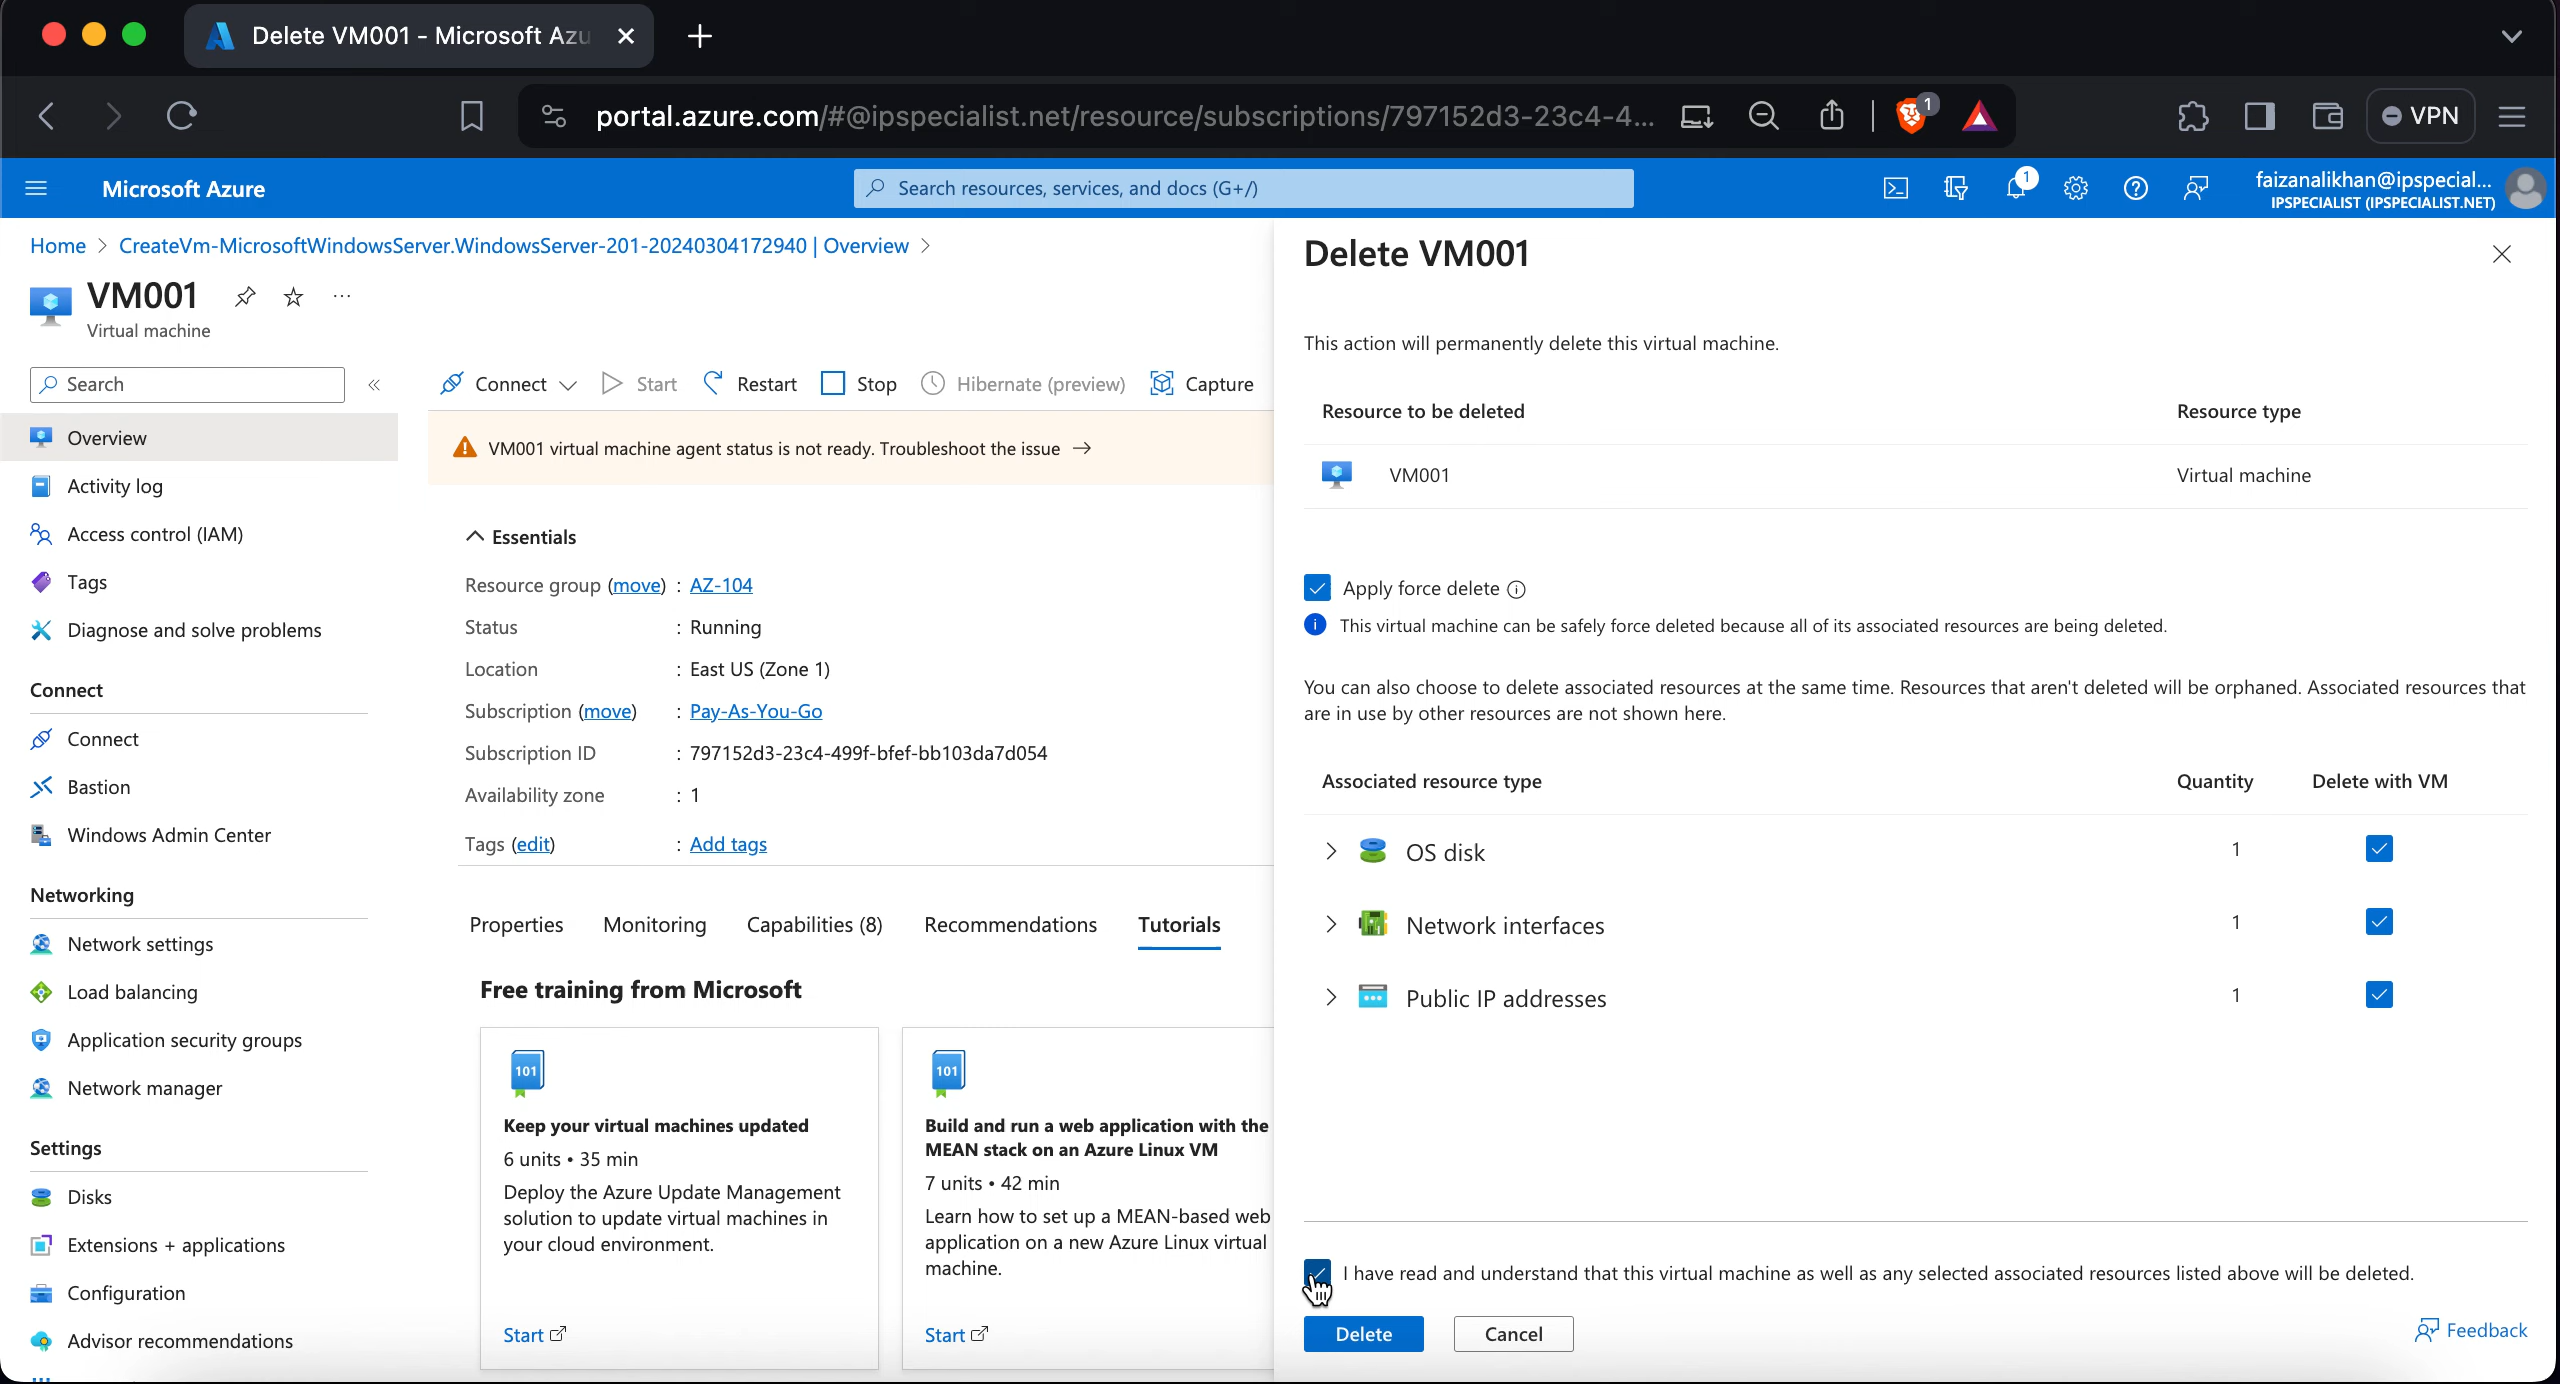 Delete VM001 - Microsoft Azu
portal.azure.com/#@ipspecialist.net/resource/subscriptions/797152d3-23c4-4...
1
VPN
Microsoft Azure
Search resources, services, and docs (G+/)
1
faizanalikhan@ipspecial...
IPSPECIALIST (IPSPECIALIST.NET)
Home > CreateVm-MicrosoftWindowsServer.WindowsServer-201-20240304172940 | Overview >
VM001
Virtual machine
Search
Overview
Activity log
Access control (IAM)
Tags
Diagnose and solve problems
Connect
Connect
Bastion
Windows Admin Center
Networking
Network settings
Load balancing
Application security groups
Network manager
Settings
Disks
Extensions + applications
Configuration
Advisor recommendations
Connect Start Restart Stop Hibernate (preview) Capture
VM001 virtual machine agent status is not ready. Troubleshoot the issue →
Essentials
Resource group (move) : AZ-104
Status : Running
Location : East US (Zone 1)
Subscription (move) : Pay-As-You-Go
Subscription ID : 797152d3-23c4-499f-bfef-bb103da7d054
Availability zone : 1
Tags (edit) : Add tags
Properties Monitoring Capabilities (8) Recommendations Tutorials
Free training from Microsoft
101
Keep your virtual machines updated
6 units • 35 min
Deploy the Azure Update Management
solution to update virtual machines in
your cloud environment.
Start
101
Build and run a web application with the
MEAN stack on an Azure Linux VM
7 units • 42 min
Learn how to set up a MEAN-based web
application on a new Azure Linux virtual
machine.
Start
Delete VM001
This action will permanently delete this virtual machine.
Resource to be deleted Resource type
VM001 Virtual machine
Apply force delete
This virtual machine can be safely force deleted because all of its associated resources are being deleted.
You can also choose to delete associated resources at the same time. Resources that aren't deleted will be orphaned. Associated resources that
are in use by other resources are not shown here.
Associated resource type Quantity Delete with VM
OS disk 1
Network interfaces 1
Public IP addresses 1
I have read and understand that this virtual machine as well as any selected associated resources listed above will be deleted.
Delete Cancel
Feedback